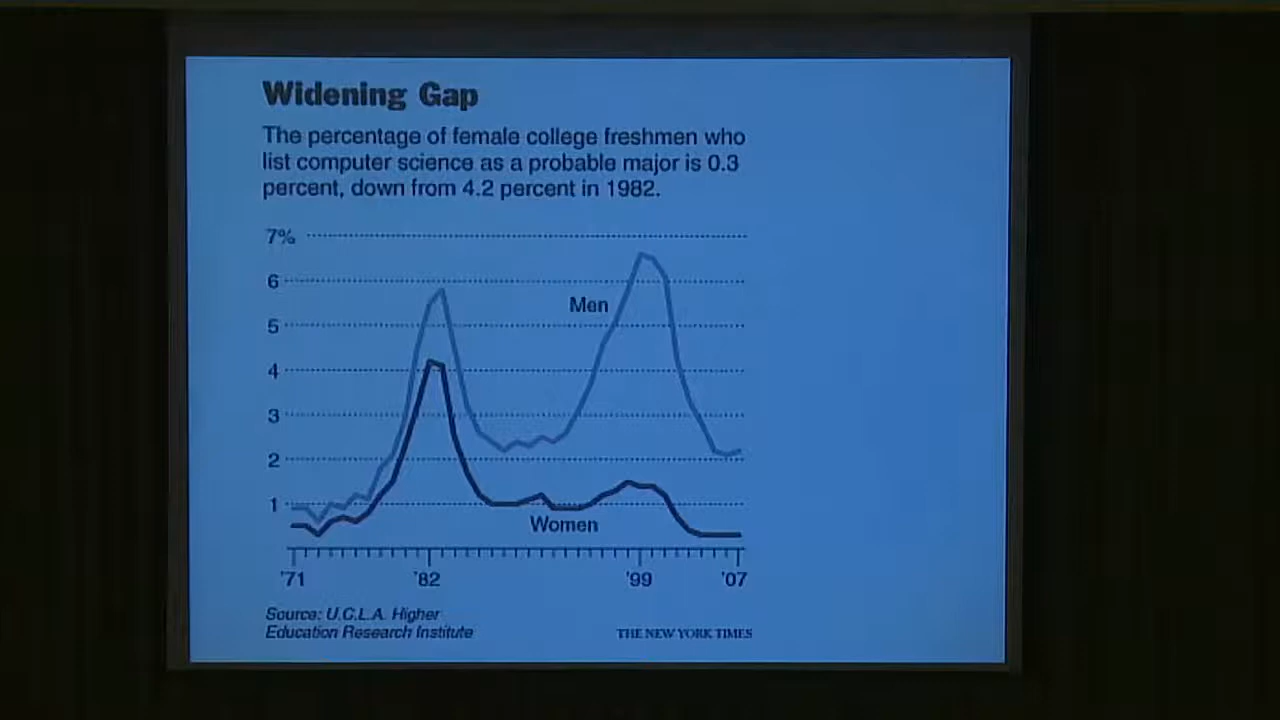 Widening Gap
The percentage of female college freshmen who
list computer science as a probable major is 0.3
percent, down from 4.2 percent in 1982.
7%
6
Men
5
4
3
2
1
Women
'71 '82 '99 '07
Source: U.C.L.A. Higher
Education Research Institute
THE NEW YORK TIMES